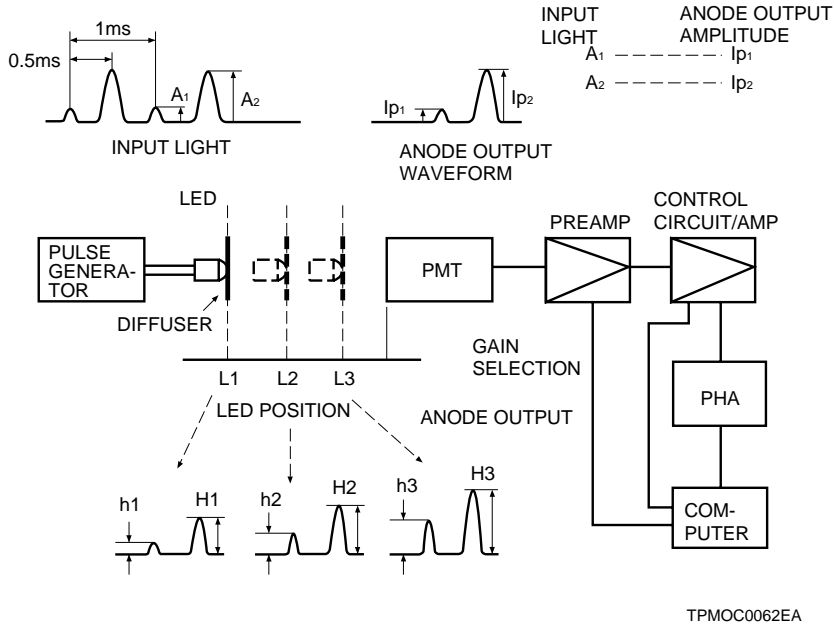 INPUT LIGHT
ANODE OUTPUT AMPLITUDE
A1 Ip1
A2 Ip2
1ms
0.5ms
A1
A2
INPUT LIGHT
Ip1
Ip2
ANODE OUTPUT
WAVEFORM
LED
PULSE
GENERA-
TOR
DIFFUSER
PMT
PREAMP
CONTROL
CIRCUIT/AMP
GAIN
SELECTION
PHA
L1 L2 L3
LED POSITION
ANODE OUTPUT
h1 H1 h2 H2 h3 H3
COM-
PUTER
TPMOC0062EA